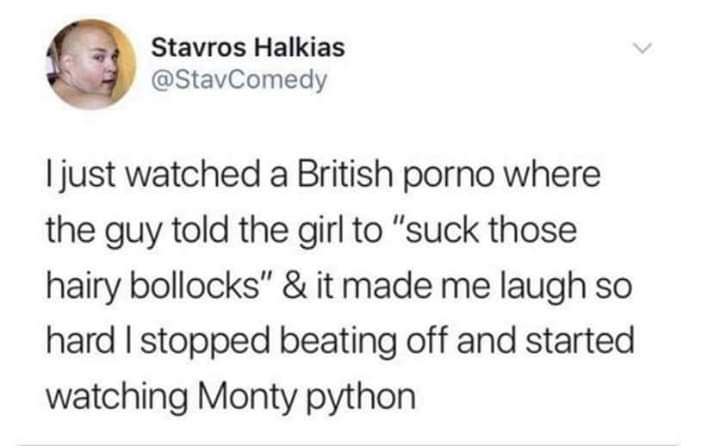 Stavros Halkias
@StavComedy
I just watched a British porno where
the guy told the girl to "suck those
hairy bollocks" & it made me laugh so
hard I stopped beating off and started
watching Monty python